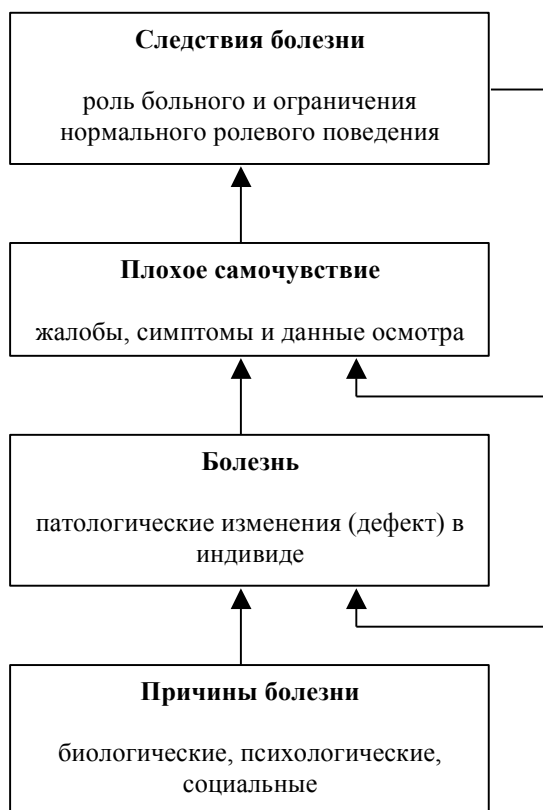 Следствия болезни
роль больного и ограничения
нормального ролевого поведения
Плохое самочувствие
жалобы, симптомы и данные осмотра
Болезнь
патологические изменения (дефект) в
индивиде
Причины болезни
биологические, психологические,
социальные